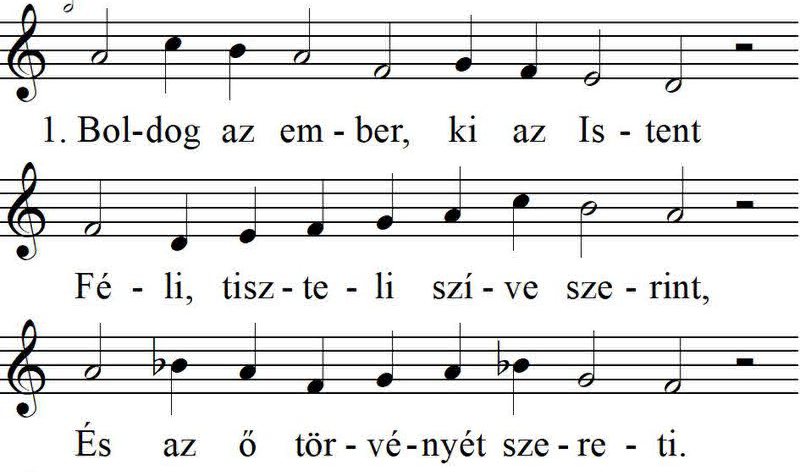 1. Bol-dog az em - ber, ki az Is - tent
Fé - li, tisz - te - li szí - ve sze - rint,
És az ő tör - vé - nyét sze - re - ti.